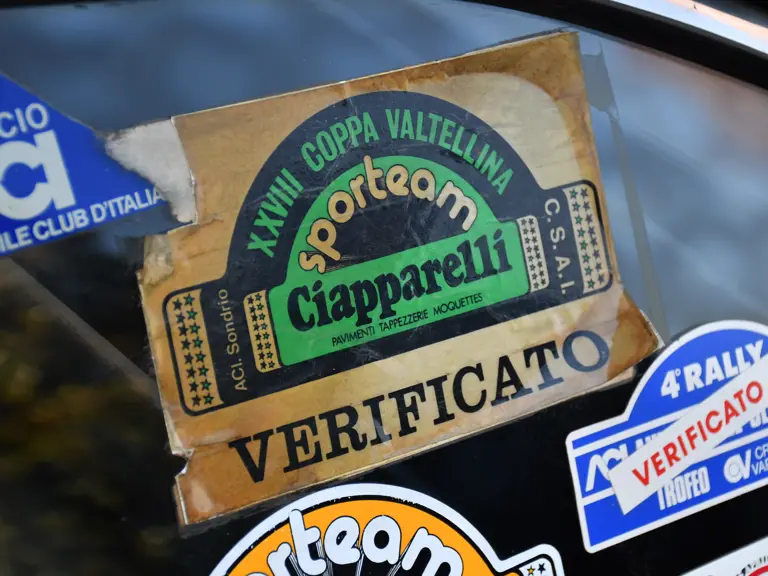 CIO
ILE CLUB D'ITALIA
XXVIII COPPA VALTELLINA
sporteam
Ciapparelli
PAVIMENTI TAPPEZZERIE MOQUETTES
ACI. Sondrio
C.S.A.I.
VERIFICATO
4° RALLY
ACI
VERIFICATO
TROFEO
sporteam